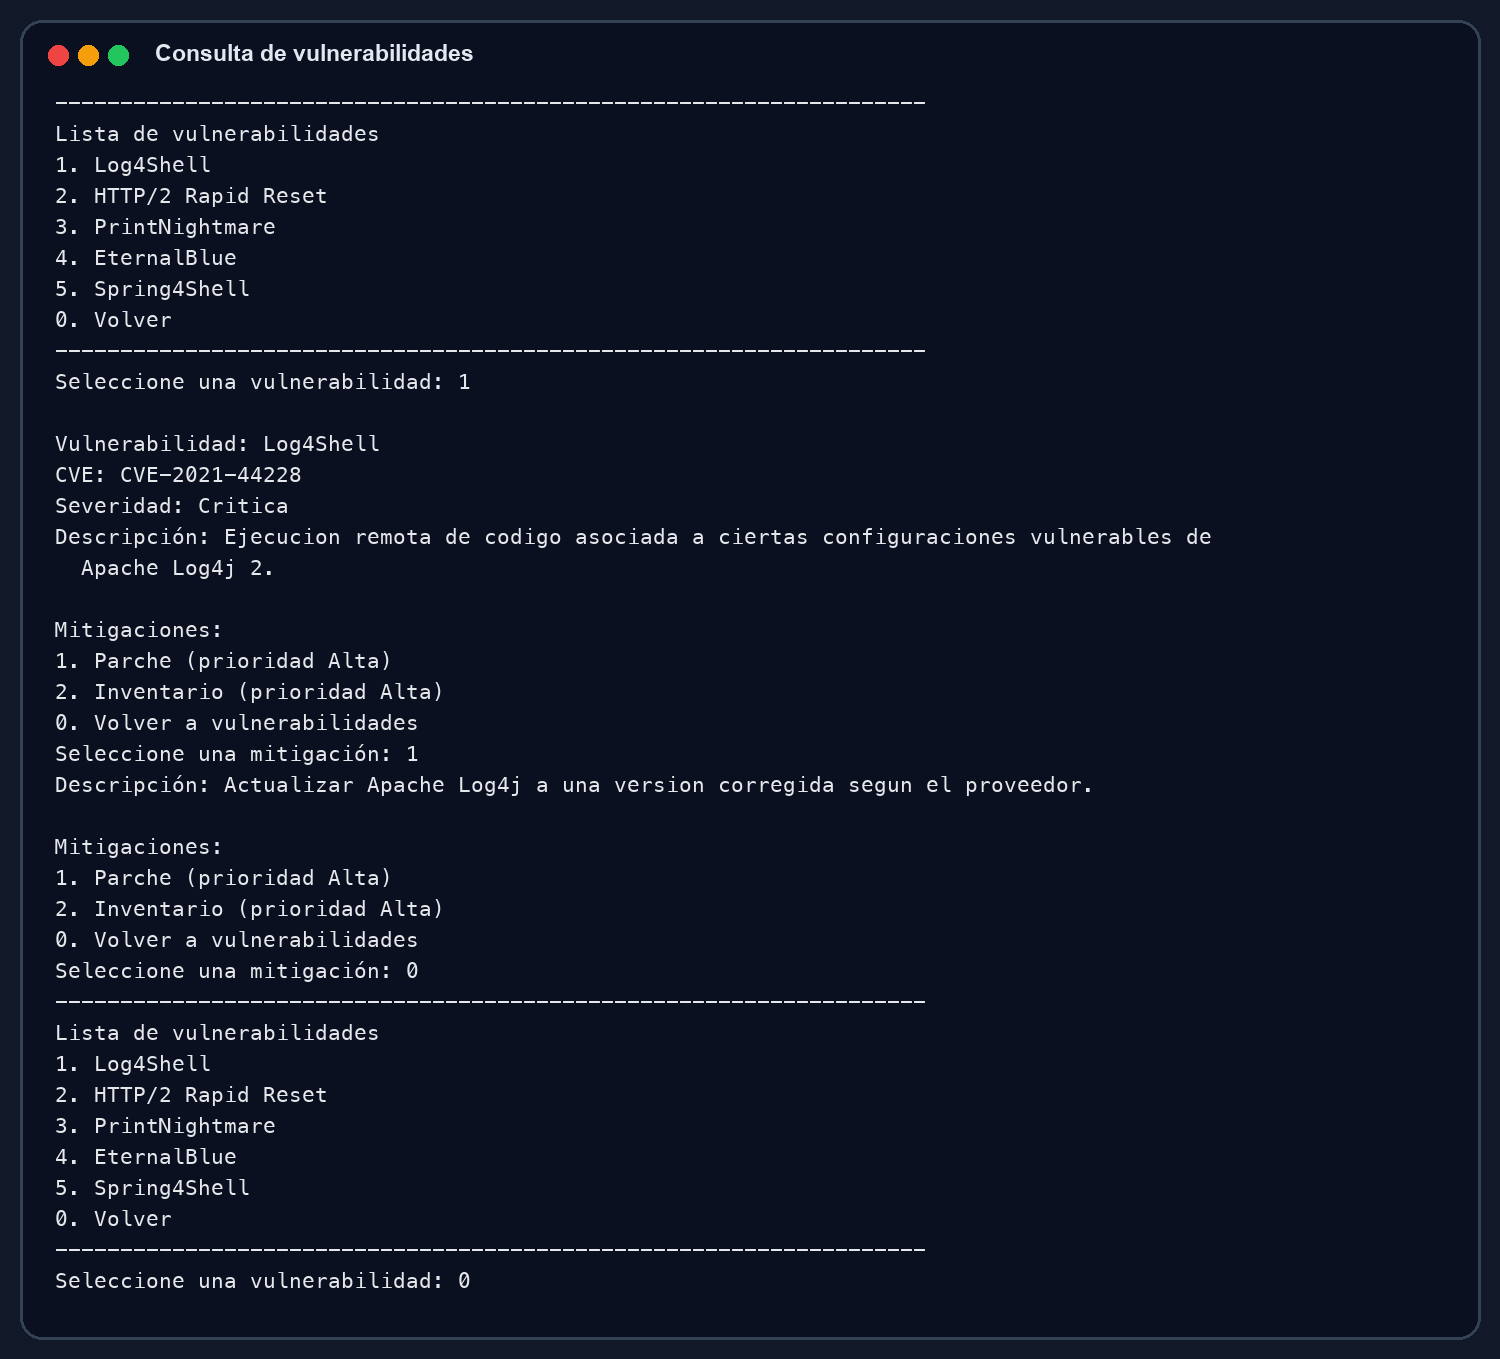 Consulta de vulnerabilidades
-------------------------------------------------------------------
Lista de vulnerabilidades
1. Log4Shell
2. HTTP/2 Rapid Reset
3. PrintNightmare
4. EternalBlue
5. Spring4Shell
0. Volver
-------------------------------------------------------------------
Seleccione una vulnerabilidad: 1

Vulnerabilidad: Log4Shell
CVE: CVE-2021-44228
Severidad: Critica
Descripción: Ejecucion remota de codigo asociada a ciertas configuraciones vulnerables de
  Apache Log4j 2.

Mitigaciones:
1. Parche (prioridad Alta)
2. Inventario (prioridad Alta)
0. Volver a vulnerabilidades
Seleccione una mitigación: 1
Descripción: Actualizar Apache Log4j a una version corregida segun el proveedor.

Mitigaciones:
1. Parche (prioridad Alta)
2. Inventario (prioridad Alta)
0. Volver a vulnerabilidades
Seleccione una mitigación: 0
-------------------------------------------------------------------
Lista de vulnerabilidades
1. Log4Shell
2. HTTP/2 Rapid Reset
3. PrintNightmare
4. EternalBlue
5. Spring4Shell
0. Volver
-------------------------------------------------------------------
Seleccione una vulnerabilidad: 0